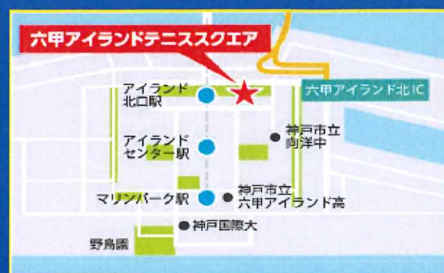 六甲アイランドテニススクエア
アイランド
北口駅
六甲アイランド北IC
アイランド
センター駅
神戸市立
向洋中
マリンパーク駅
神戸市立
六甲アイランド高
神戸国際大
野鳥園